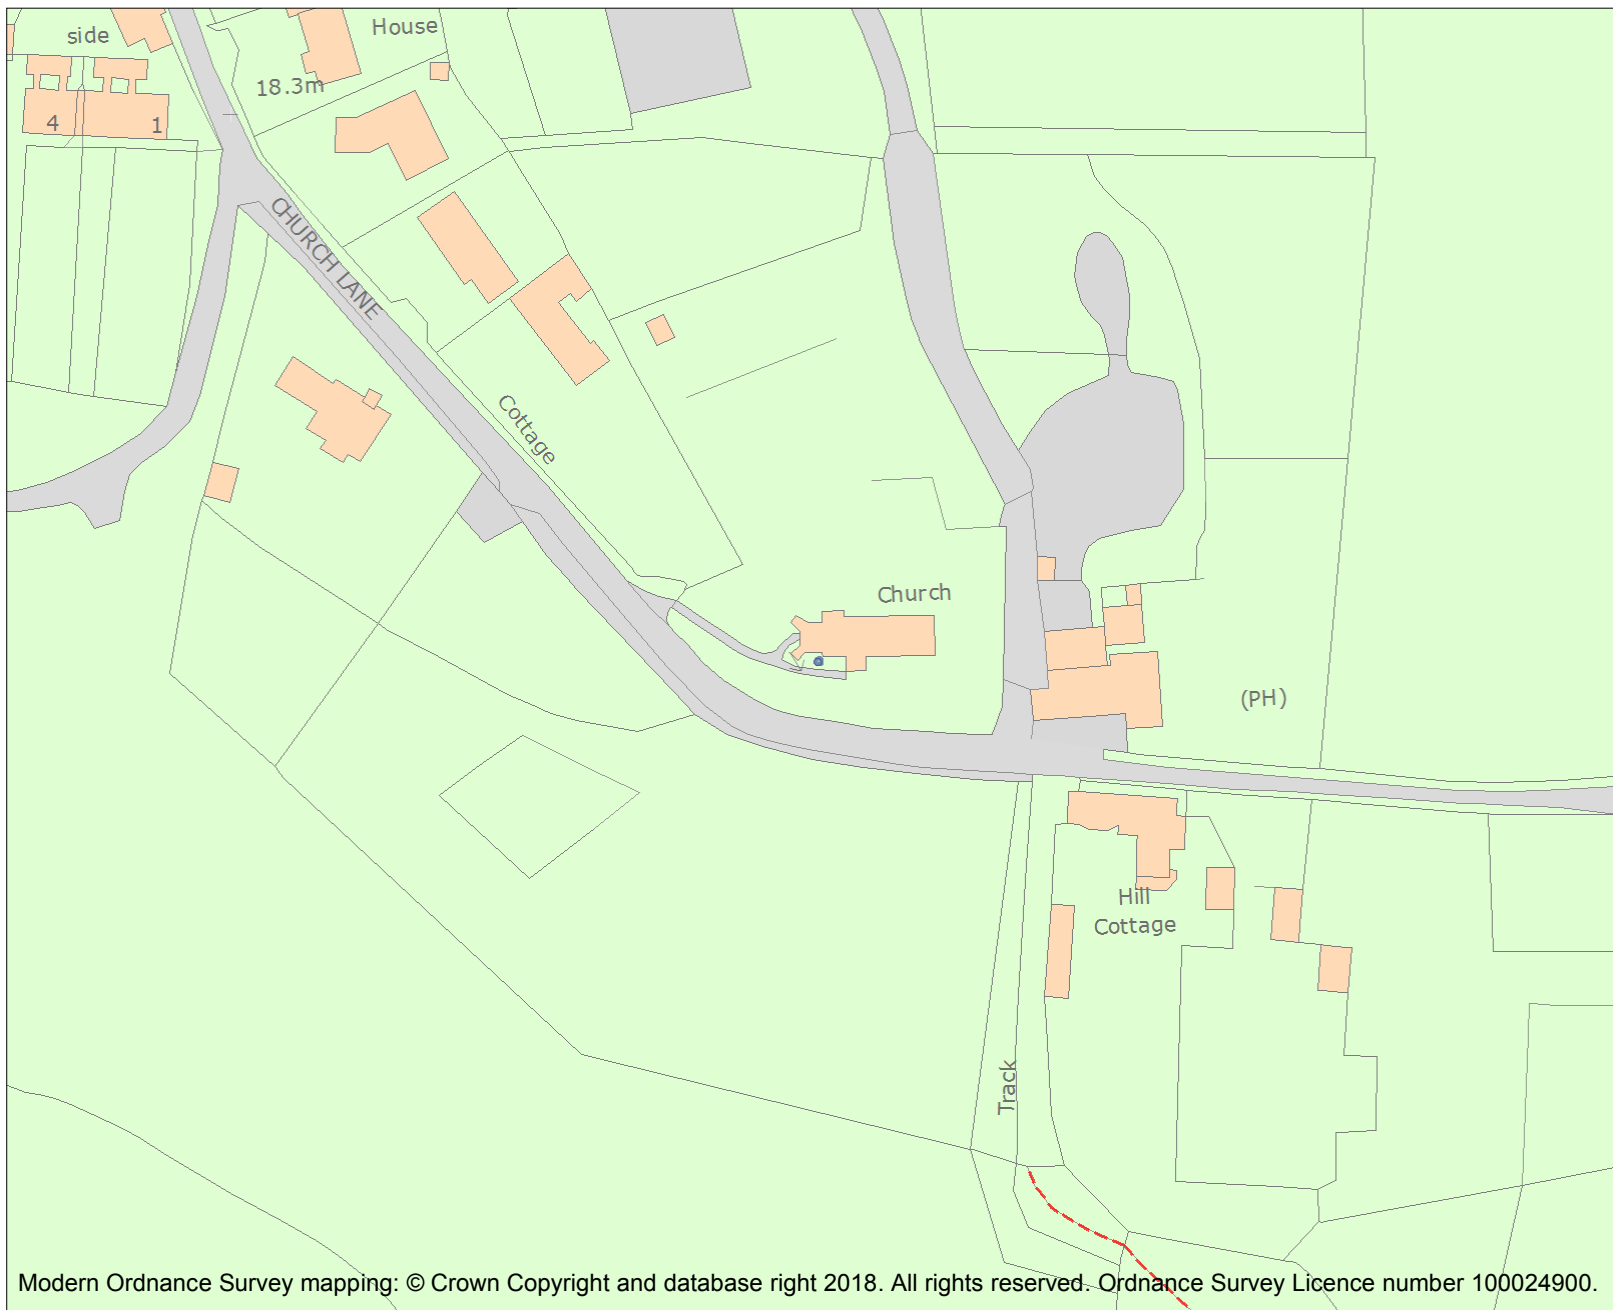 side
House
18.3m
4
1
CHURCH LANE
Cottage
Church
(PH)
Hill
Cottage
Track
Modern Ordnance Survey mapping: © Crown Copyright and database right 2018. All rights reserved. Ordnance Survey Licence number 100024900.